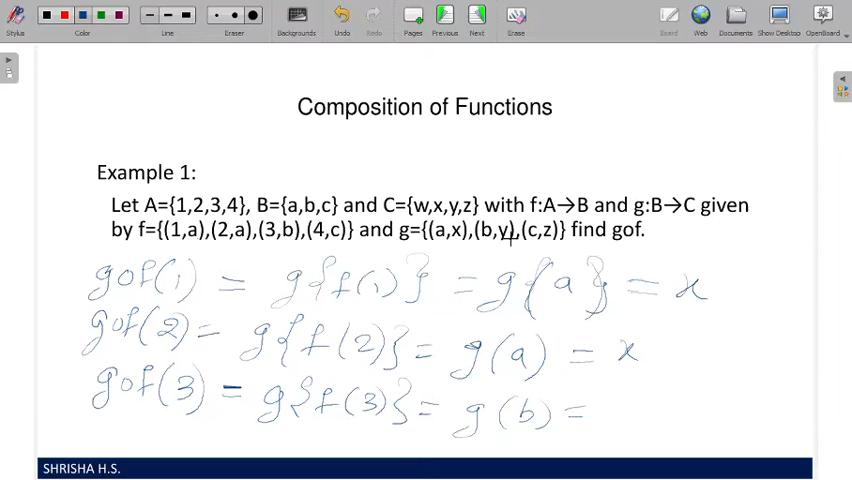 Stylus Color Line Eraser Backgrounds Undo Redo Pages Previous Next Erase Board Web Documents Show Desktop OpenBoard
Composition of Functions
Example 1:
Let A={1,2,3,4}, B={a,b,c} and C={w,x,y,z} with f:A→B and g:B→C given
by f={(1,a),(2,a),(3,b),(4,c)} and g={(a,x),(b,y),(c,z)} find gof.
gof(1) = g{f(1)} = g{a} = x
gof(2) = g{f(2)} = g(a) = x
gof(3) = g{f(3)} = g(b) =
SHRISHA H.S.